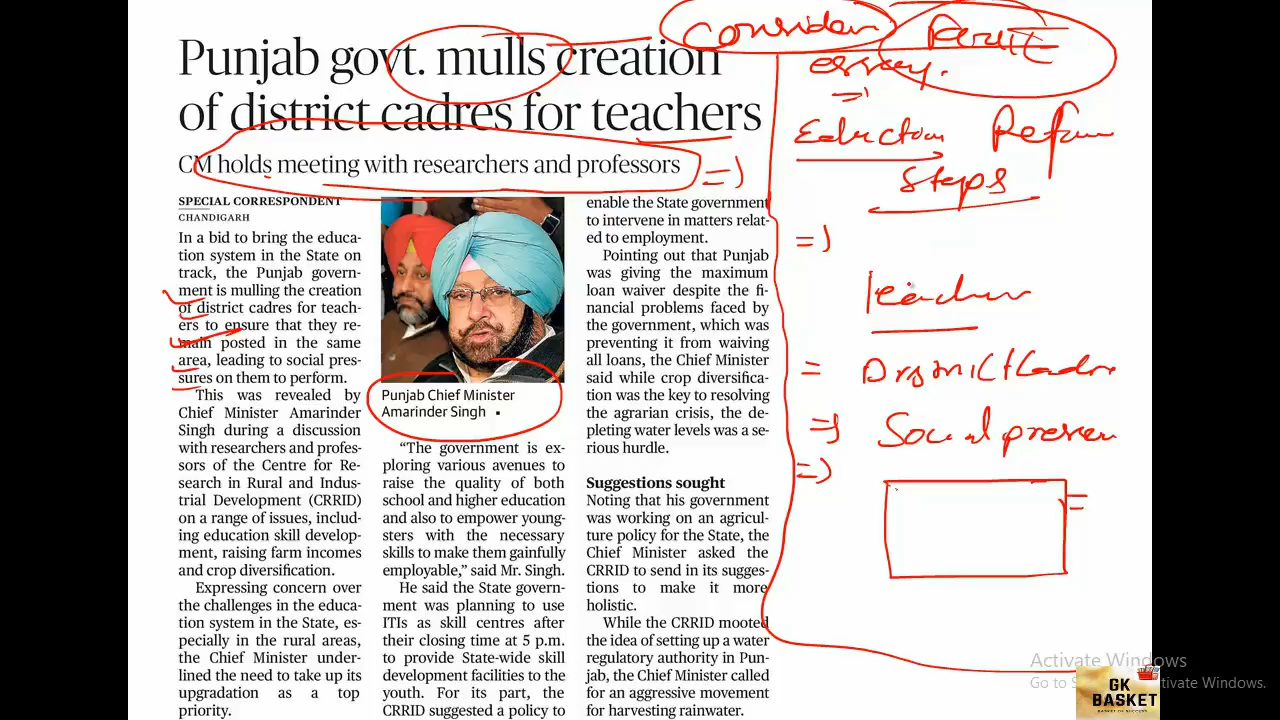 Punjab govt. mulls creation
of district cadres for teachers
CM holds meeting with researchers and professors
SPECIAL CORRESPONDENT
CHANDIGARH
In a bid to bring the educa-
tion system in the State on
track, the Punjab govern-
ment is mulling the creation
of district cadres for teach-
ers to ensure that they re-
main posted in the same
area, leading to social pres-
sures on them to perform.
This was revealed by
Chief Minister Amarinder
Singh during a discussion
with researchers and profes-
sors of the Centre for Re-
search in Rural and Indus-
trial Development (CRRID)
on a range of issues, includ-
ing education skill develop-
ment, raising farm incomes
and crop diversification.
Expressing concern over
the challenges in the educa-
tion system in the State, es-
pecially in the rural areas,
the Chief Minister under-
lined the need to take up its
upgradation as a top
priority.
Punjab Chief Minister
Amarinder Singh
“The government is ex-
ploring various avenues to
raise the quality of both
school and higher education
and also to empower young-
sters with the necessary
skills to make them gainfully
employable,” said Mr. Singh.
He said the State govern-
ment was planning to use
ITIs as skill centres after
their closing time at 5 p.m.
to provide State-wide skill
development facilities to the
youth. For its part, the
CRRID suggested a policy to
enable the State government
to intervene in matters relat-
ed to employment.
Pointing out that Punjab
was giving the maximum
loan waiver despite the fi-
nancial problems faced by
the government, which was
preventing it from waiving
all loans, the Chief Minister
said while crop diversifica-
tion was the key to resolving
the agrarian crisis, the de-
pleting water levels was a se-
rious hurdle.
Suggestions sought
Noting that his government
was working on an agricul-
ture policy for the State, the
Chief Minister asked the
CRRID to send in its sugges-
tions to make it more
holistic.
While the CRRID mooted
the idea of setting up a water
regulatory authority in Pun-
jab, the Chief Minister called
for an aggressive movement
for harvesting rainwater.
Consider
essay.
Reform
Steps
Teacher
Social
Activate Windows
GK
BASKET